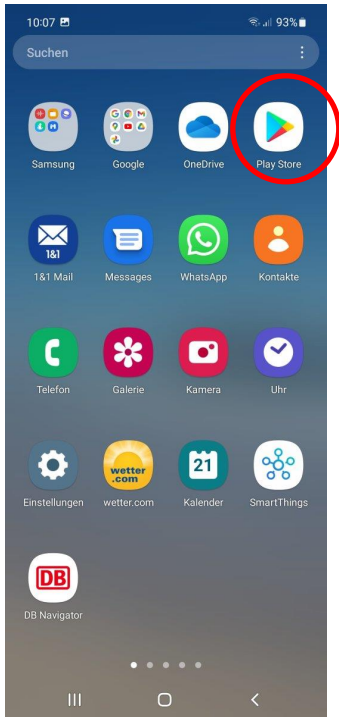 10:07 93%
Suchen
Samsung Google OneDrive Play Store
1&1
1&1 Mail Messages WhatsApp Kontakte
Telefon Galerie Kamera Uhr
wetter
.com
21
Einstellungen wetter.com Kalender SmartThings
DB
DB Navigator